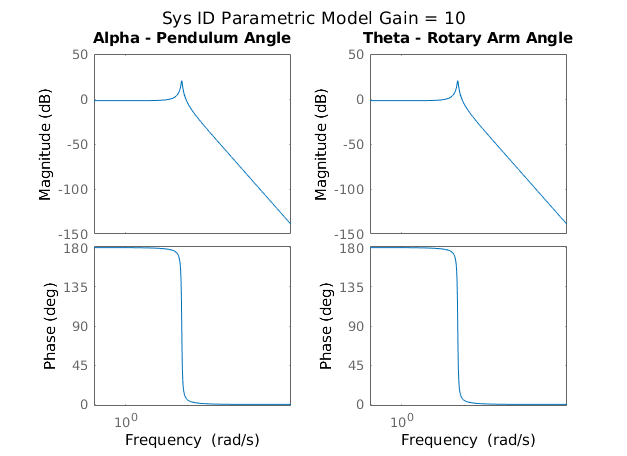 Sys ID Parametric Model Gain = 10
Alpha - Pendulum Angle
Theta - Rotary Arm Angle
Magnitude (dB)
50
0
-50
-100
-150
Magnitude (dB)
50
0
-50
-100
-150
Phase (deg)
180
135
90
45
0
Phase (deg)
180
135
90
45
0
10^0
10^0
Frequency (rad/s)
Frequency (rad/s)